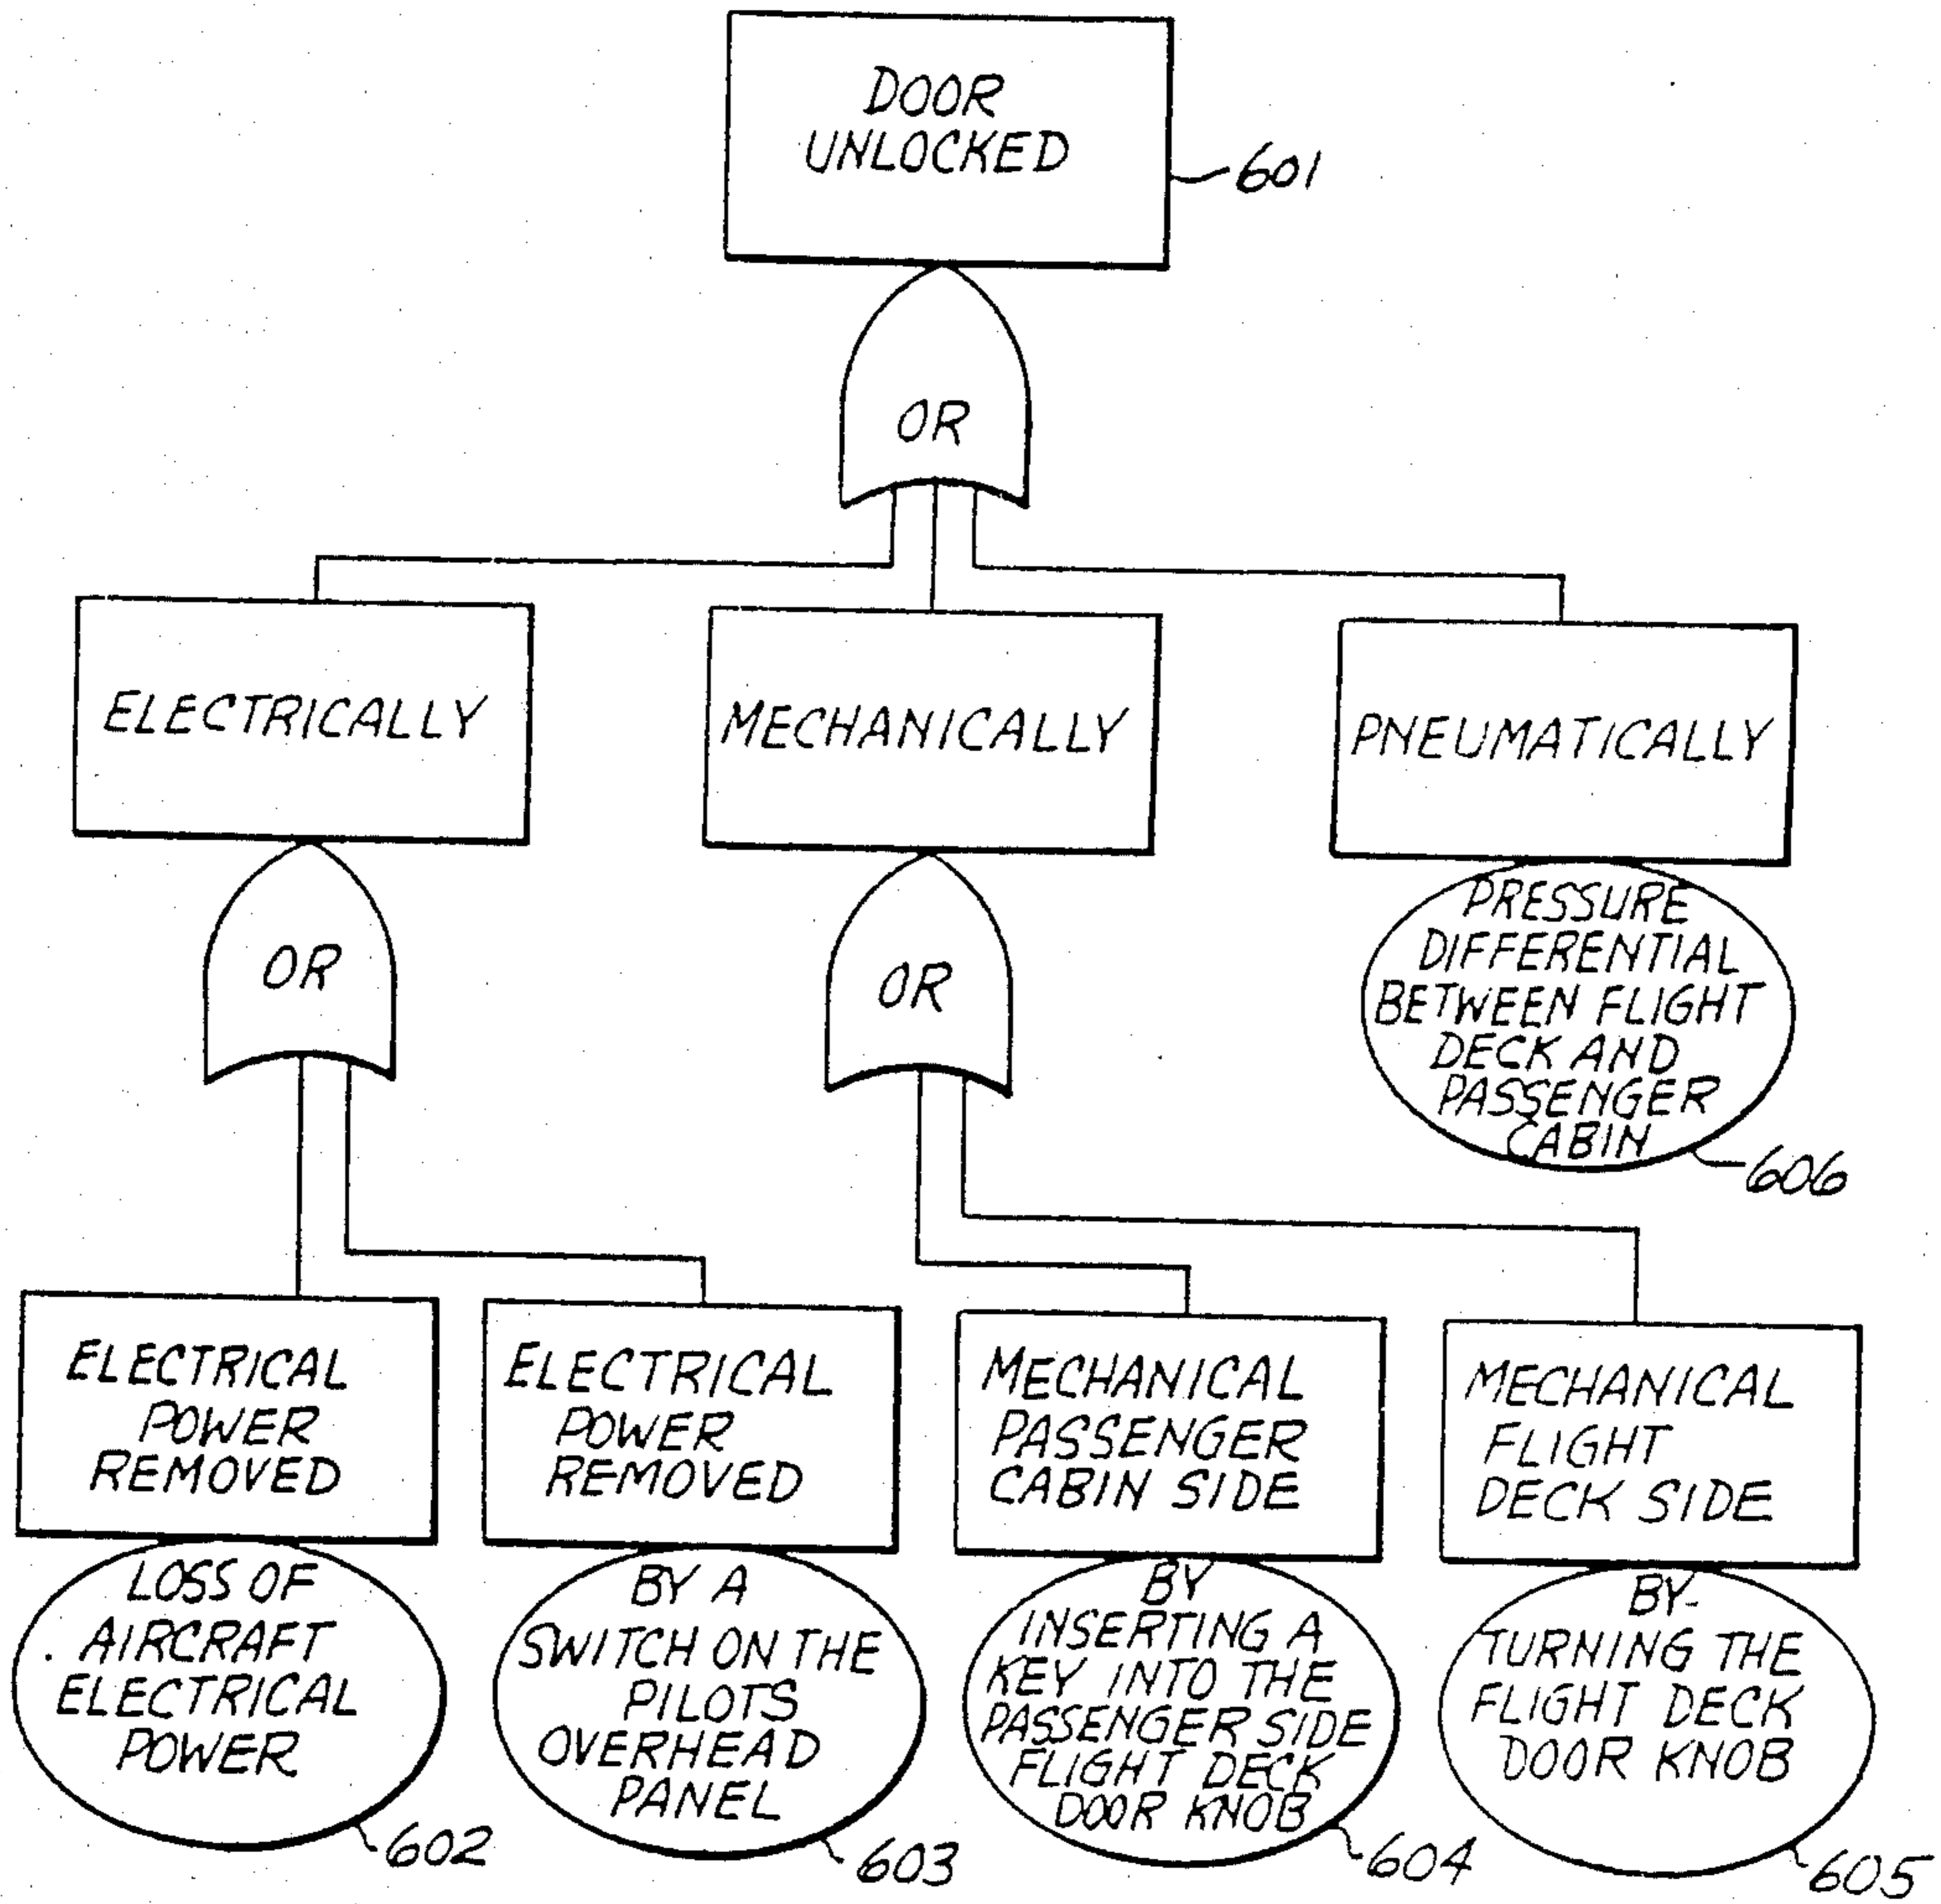 DOOR
UNLOCKED
601
OR
ELECTRICALLY
MECHANICALLY
PNEUMATICALLY
OR
OR
PRESSURE
DIFFERENTIAL
BETWEEN FLIGHT
DECK AND
PASSENGER
CABIN
606
ELECTRICAL
POWER
REMOVED
ELECTRICAL
POWER
REMOVED
MECHANICAL
PASSENGER
CABIN SIDE
MECHANICAL
FLIGHT
DECK SIDE
LOSS OF
AIRCRAFT
ELECTRICAL
POWER
602
BY A
SWITCH ON THE
PILOTS
OVERHEAD
PANEL
603
BY
INSERTING A
KEY INTO THE
PASSENGER SIDE
FLIGHT DECK
DOOR KNOB
604
BY
TURNING THE
FLIGHT DECK
DOOR KNOB
605